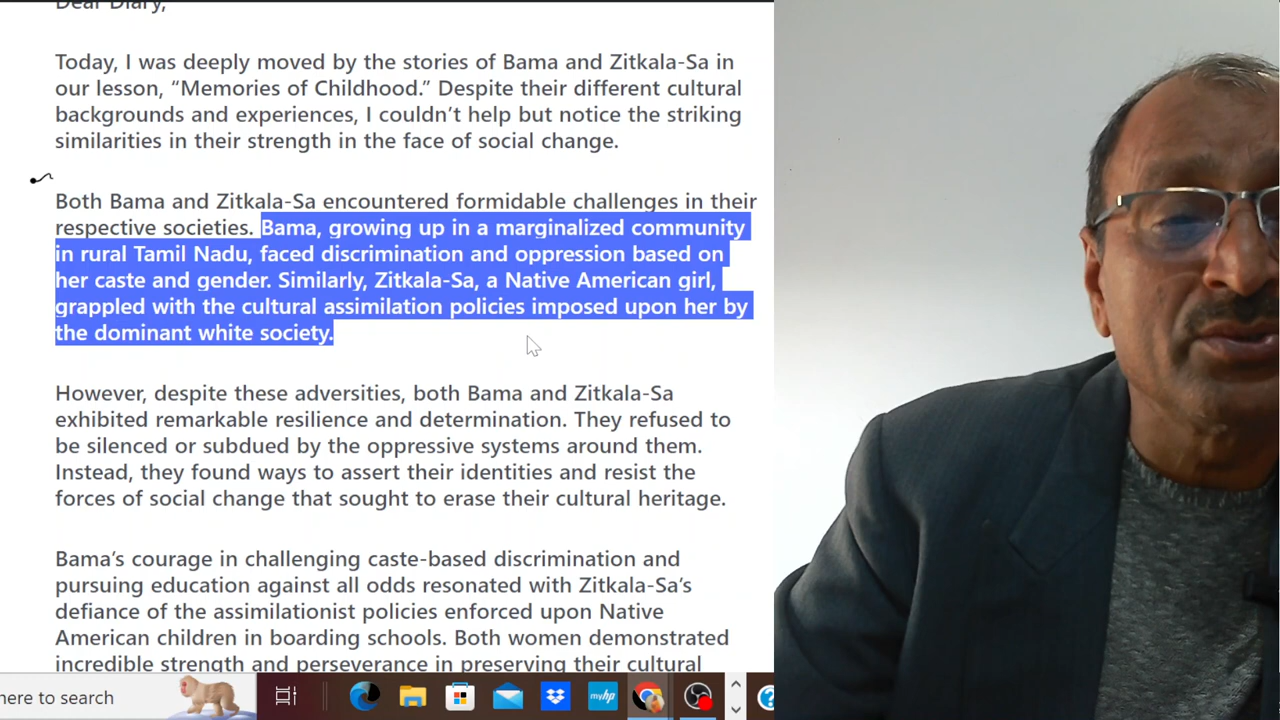 Dear Diary,
Today, I was deeply moved by the stories of Bama and Zitkala-Sa in
our lesson, “Memories of Childhood.” Despite their different cultural
backgrounds and experiences, I couldn’t help but notice the striking
similarities in their strength in the face of social change.
Both Bama and Zitkala-Sa encountered formidable challenges in their
respective societies. Bama, growing up in a marginalized community
in rural Tamil Nadu, faced discrimination and oppression based on
her caste and gender. Similarly, Zitkala-Sa, a Native American girl,
grappled with the cultural assimilation policies imposed upon her by
the dominant white society.
However, despite these adversities, both Bama and Zitkala-Sa
exhibited remarkable resilience and determination. They refused to
be silenced or subdued by the oppressive systems around them.
Instead, they found ways to assert their identities and resist the
forces of social change that sought to erase their cultural heritage.
Bama’s courage in challenging caste-based discrimination and
pursuing education against all odds resonated with Zitkala-Sa’s
defiance of the assimilationist policies enforced upon Native
American children in boarding schools. Both women demonstrated
incredible strength and perseverance in preserving their cultural
here to search
myhp